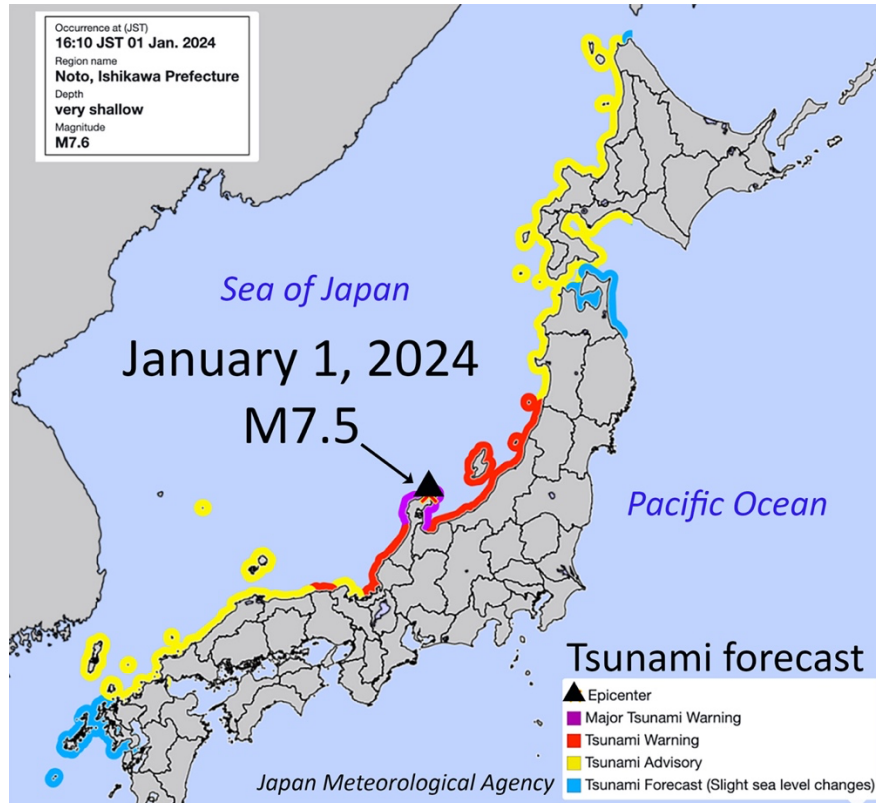 Occurrence at (JST)
16:10 JST 01 Jan. 2024
Region name
Noto, Ishikawa Prefecture
Depth
very shallow
Magnitude
M7.6
Sea of Japan
January 1, 2024
M7.5
Pacific Ocean
Tsunami forecast
Epicenter
Major Tsunami Warning
Tsunami Warning
Tsunami Advisory
Tsunami Forecast (Slight sea level changes)
Japan Meteorological Agency